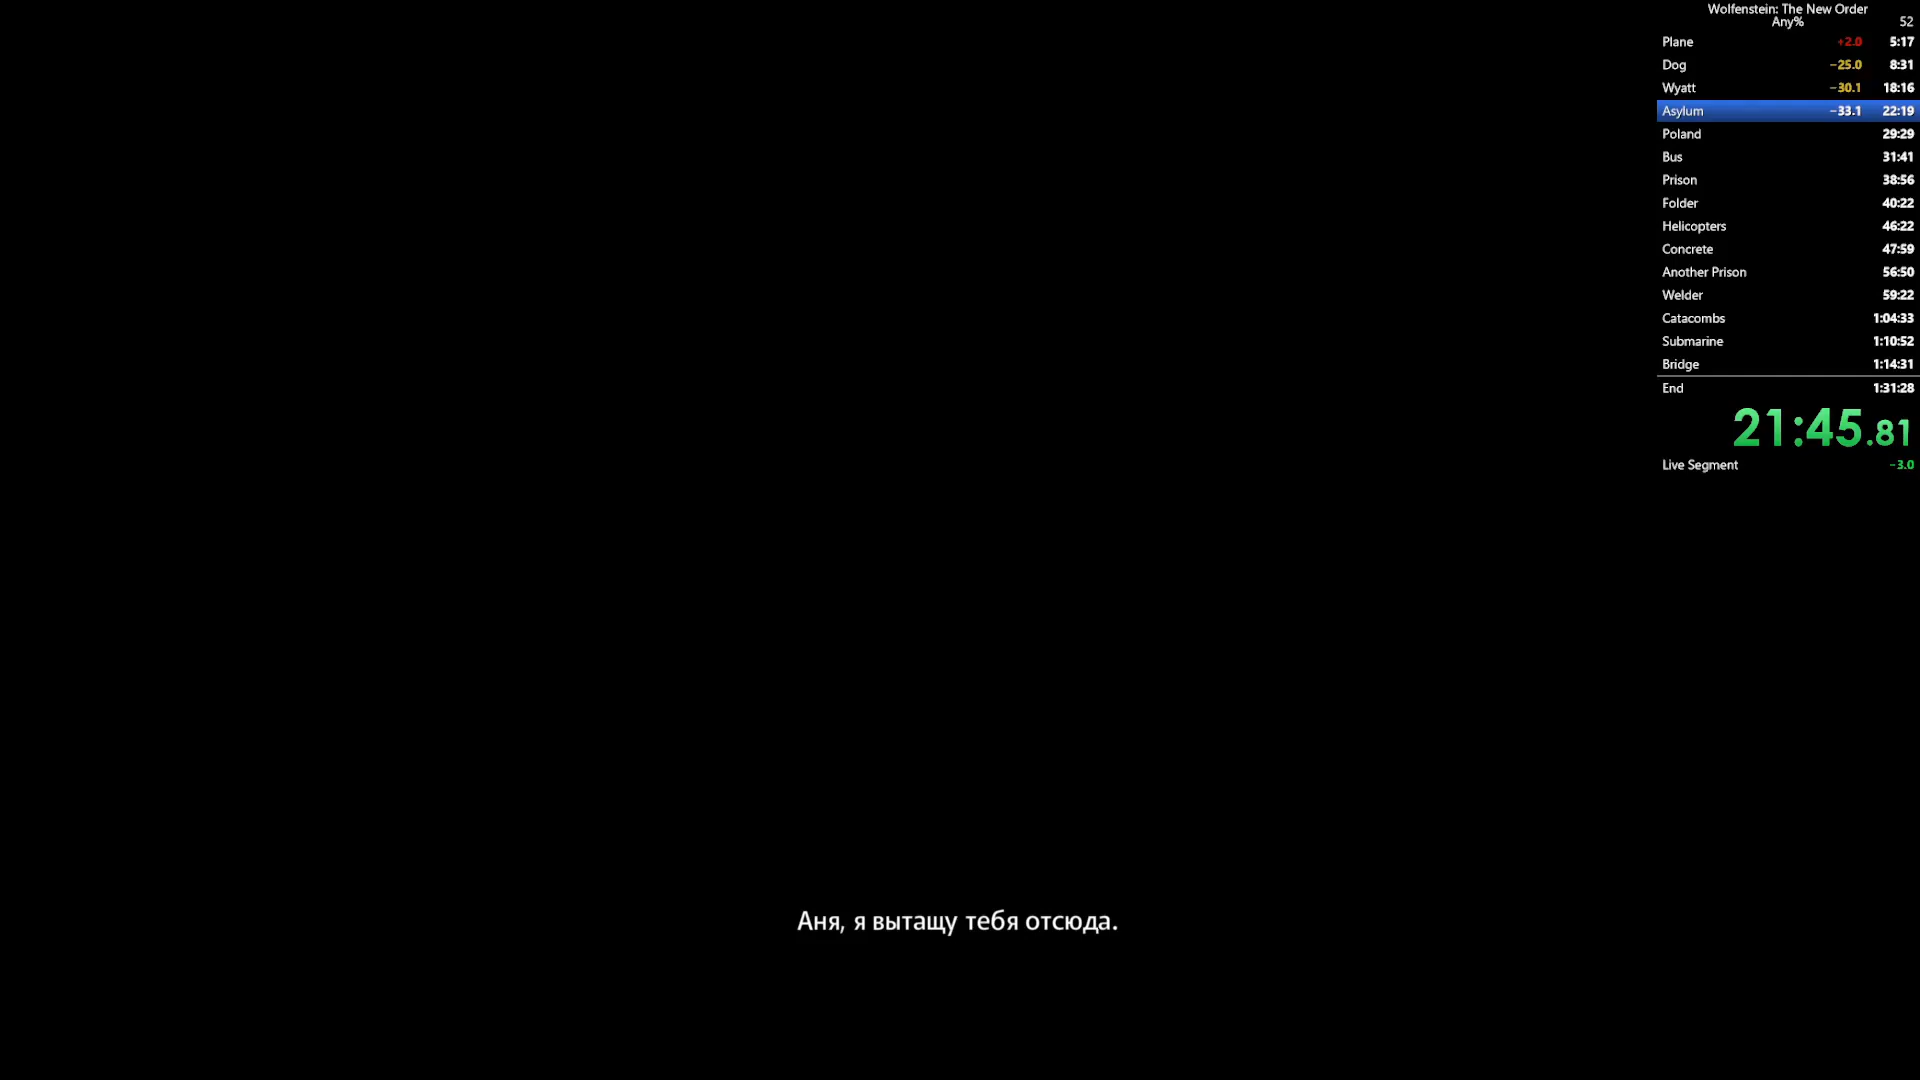 Wolfenstein: The New Order
Any% 52
Plane +2.0 5:17
Dog −25.0 8:31
Wyatt −30.1 18:16
Asylum −33.1 22:19
Poland 29:29
Bus 31:41
Prison 38:56
Folder 40:22
Helicopters 46:22
Concrete 47:59
Another Prison 56:50
Welder 59:22
Catacombs 1:04:33
Submarine 1:10:52
Bridge 1:14:31
End 1:31:28
21:45.81
Live Segment −3.0
Аня, я вытащу тебя отсюда.